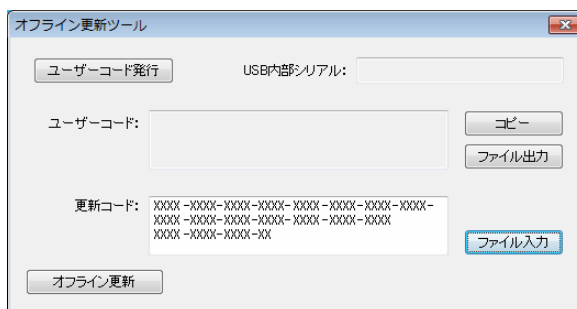 オフライン更新ツール
ユーザーコード発行
USB内部シリアル:
ユーザーコード:
コピー
ファイル出力
更新コード:
XXXX-XXXX-XXXX-XXXX-XXXX-XXXX-XXXX-XXXX-
XXXX-XXXX-XXXX-XXXX-XXXX-XXXX-XXXX
XXXX-XXXX-XXXX-XX
ファイル入力
オフライン更新